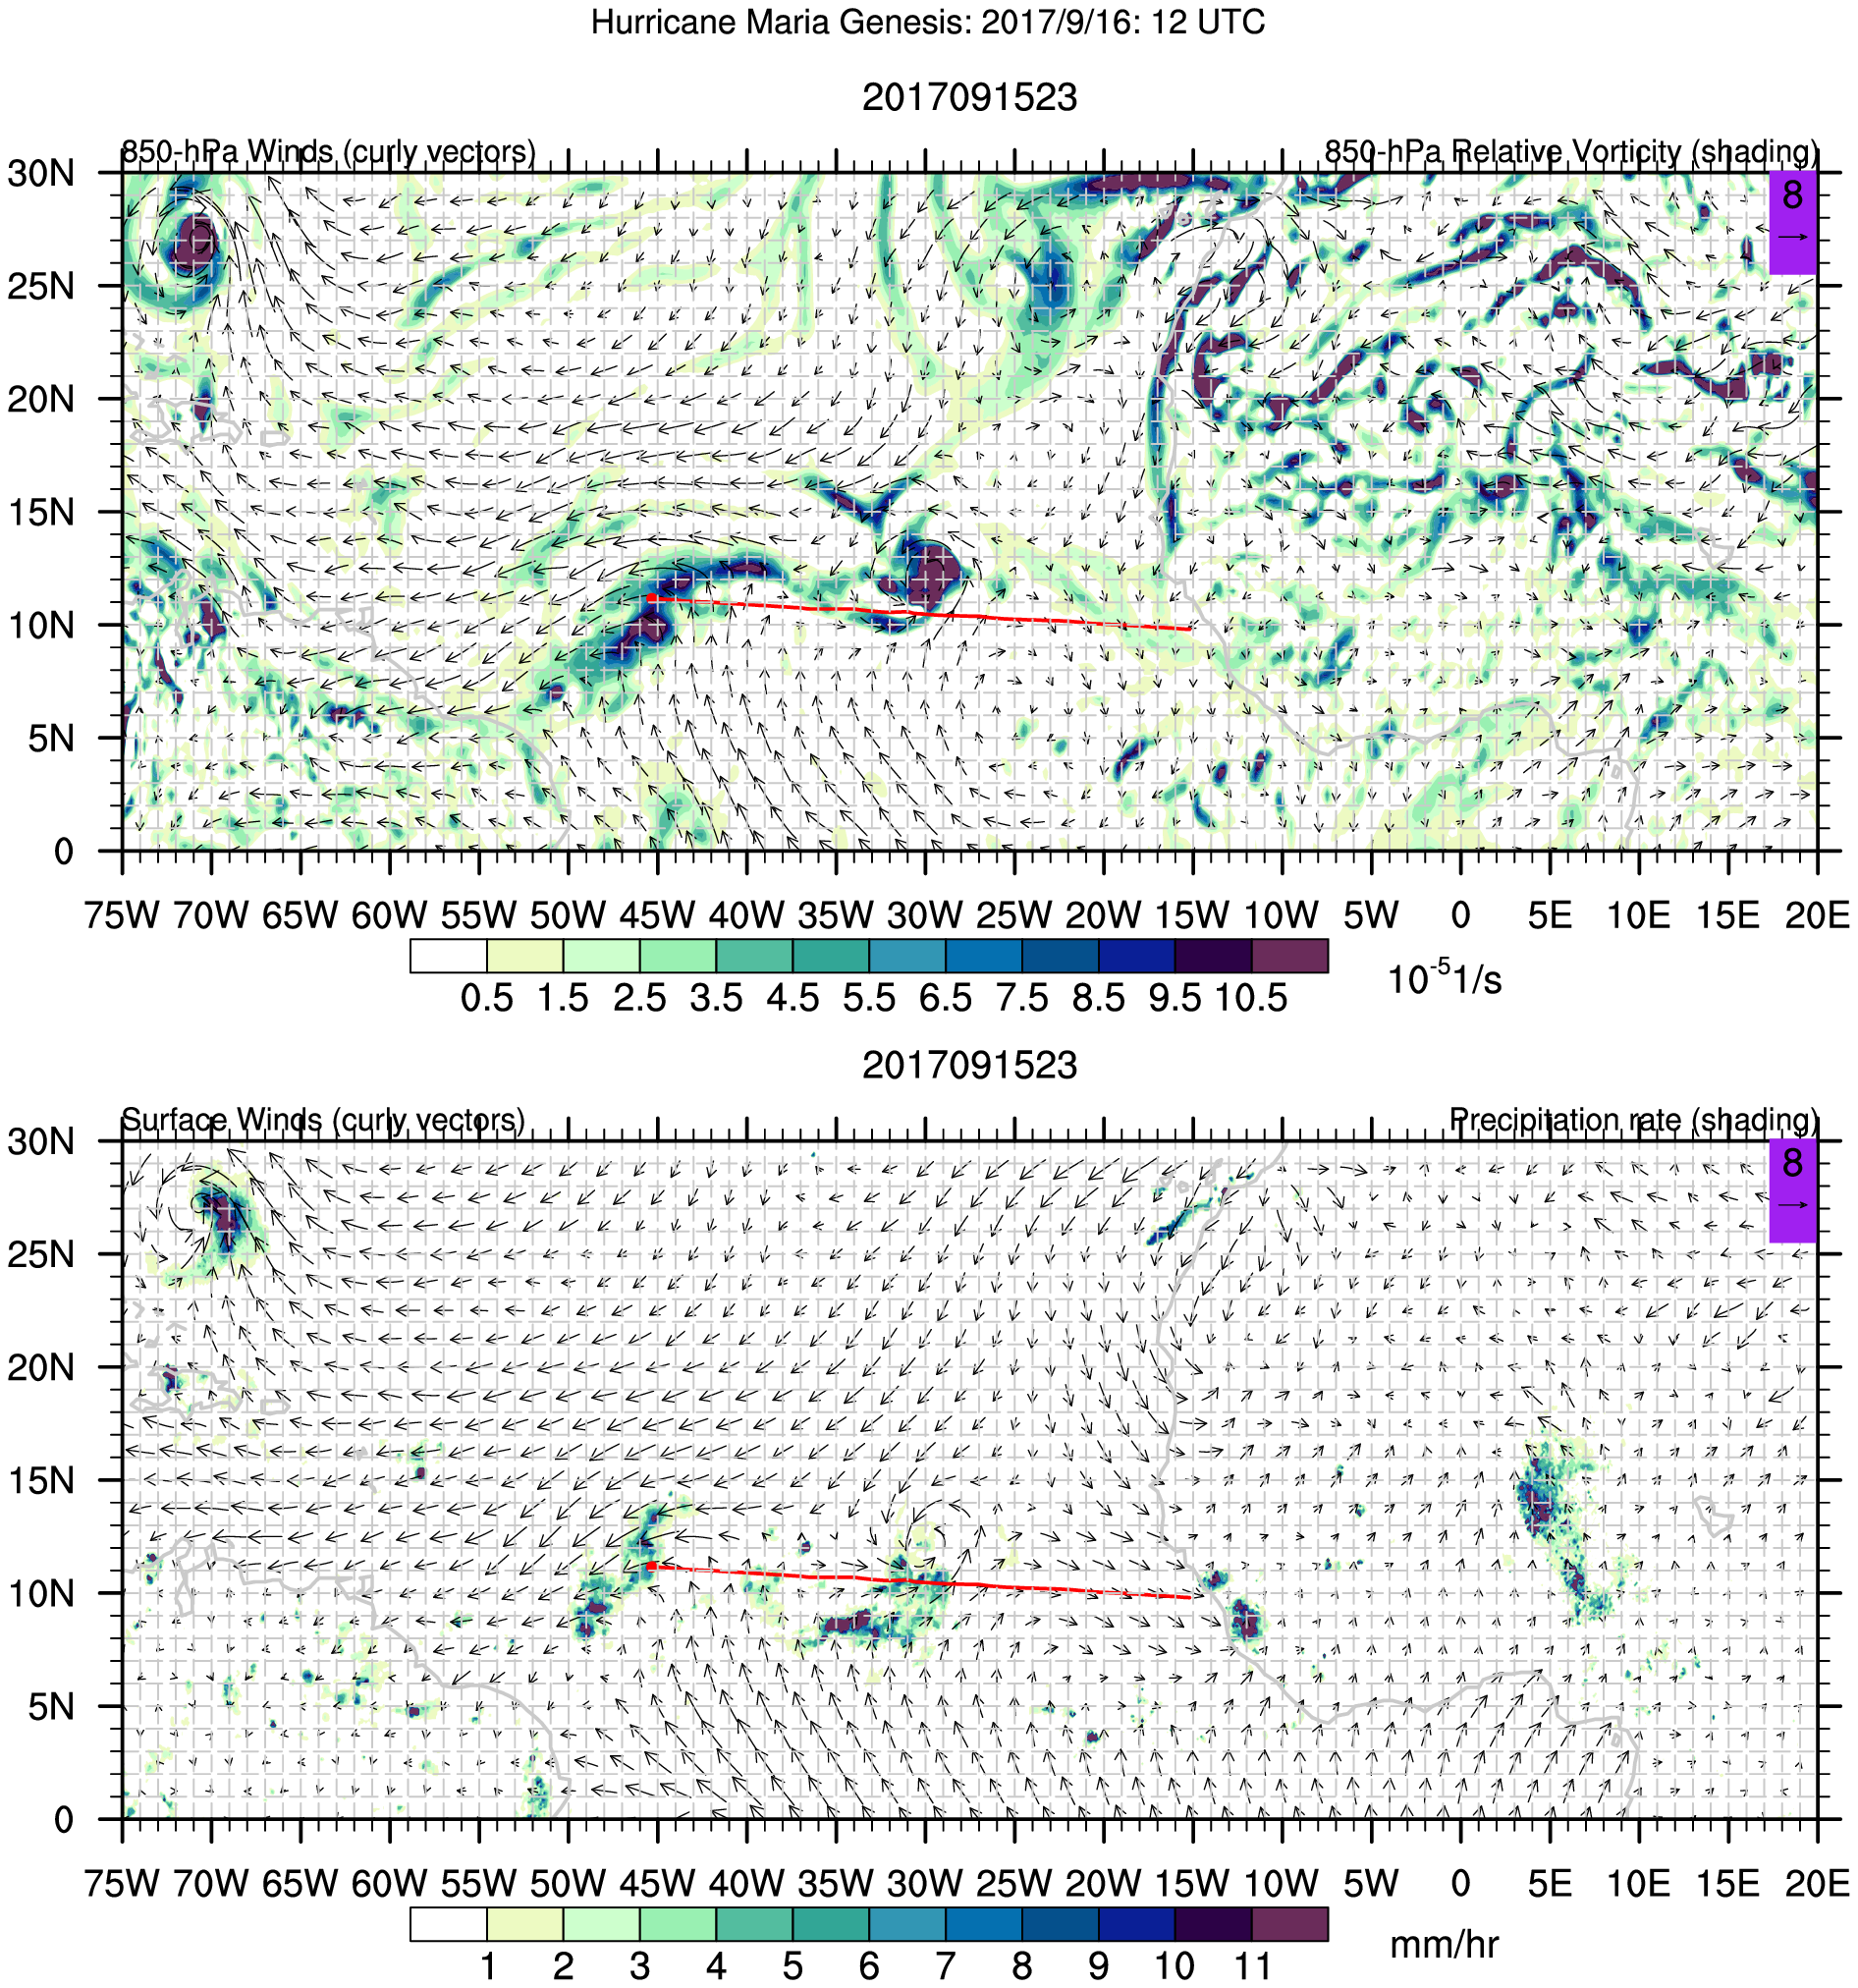 Hurricane Maria Genesis: 2017/9/16: 12 UTC
2017091523
850-hPa Winds (curly vectors) 850-hPa Relative Vorticity (shading)
8
30N
25N
20N
15N
10N
5N
0
75W 70W 65W 60W 55W 50W 45W 40W 35W 30W 25W 20W 15W 10W 5W 0 5E 10E 15E 20E
0.5 1.5 2.5 3.5 4.5 5.5 6.5 7.5 8.5 9.5 10.5
10⁻⁵1/s
2017091523
Surface Winds (curly vectors) Precipitation rate (shading)
8
30N
25N
20N
15N
10N
5N
0
75W 70W 65W 60W 55W 50W 45W 40W 35W 30W 25W 20W 15W 10W 5W 0 5E 10E 15E 20E
1 2 3 4 5 6 7 8 9 10 11
mm/hr